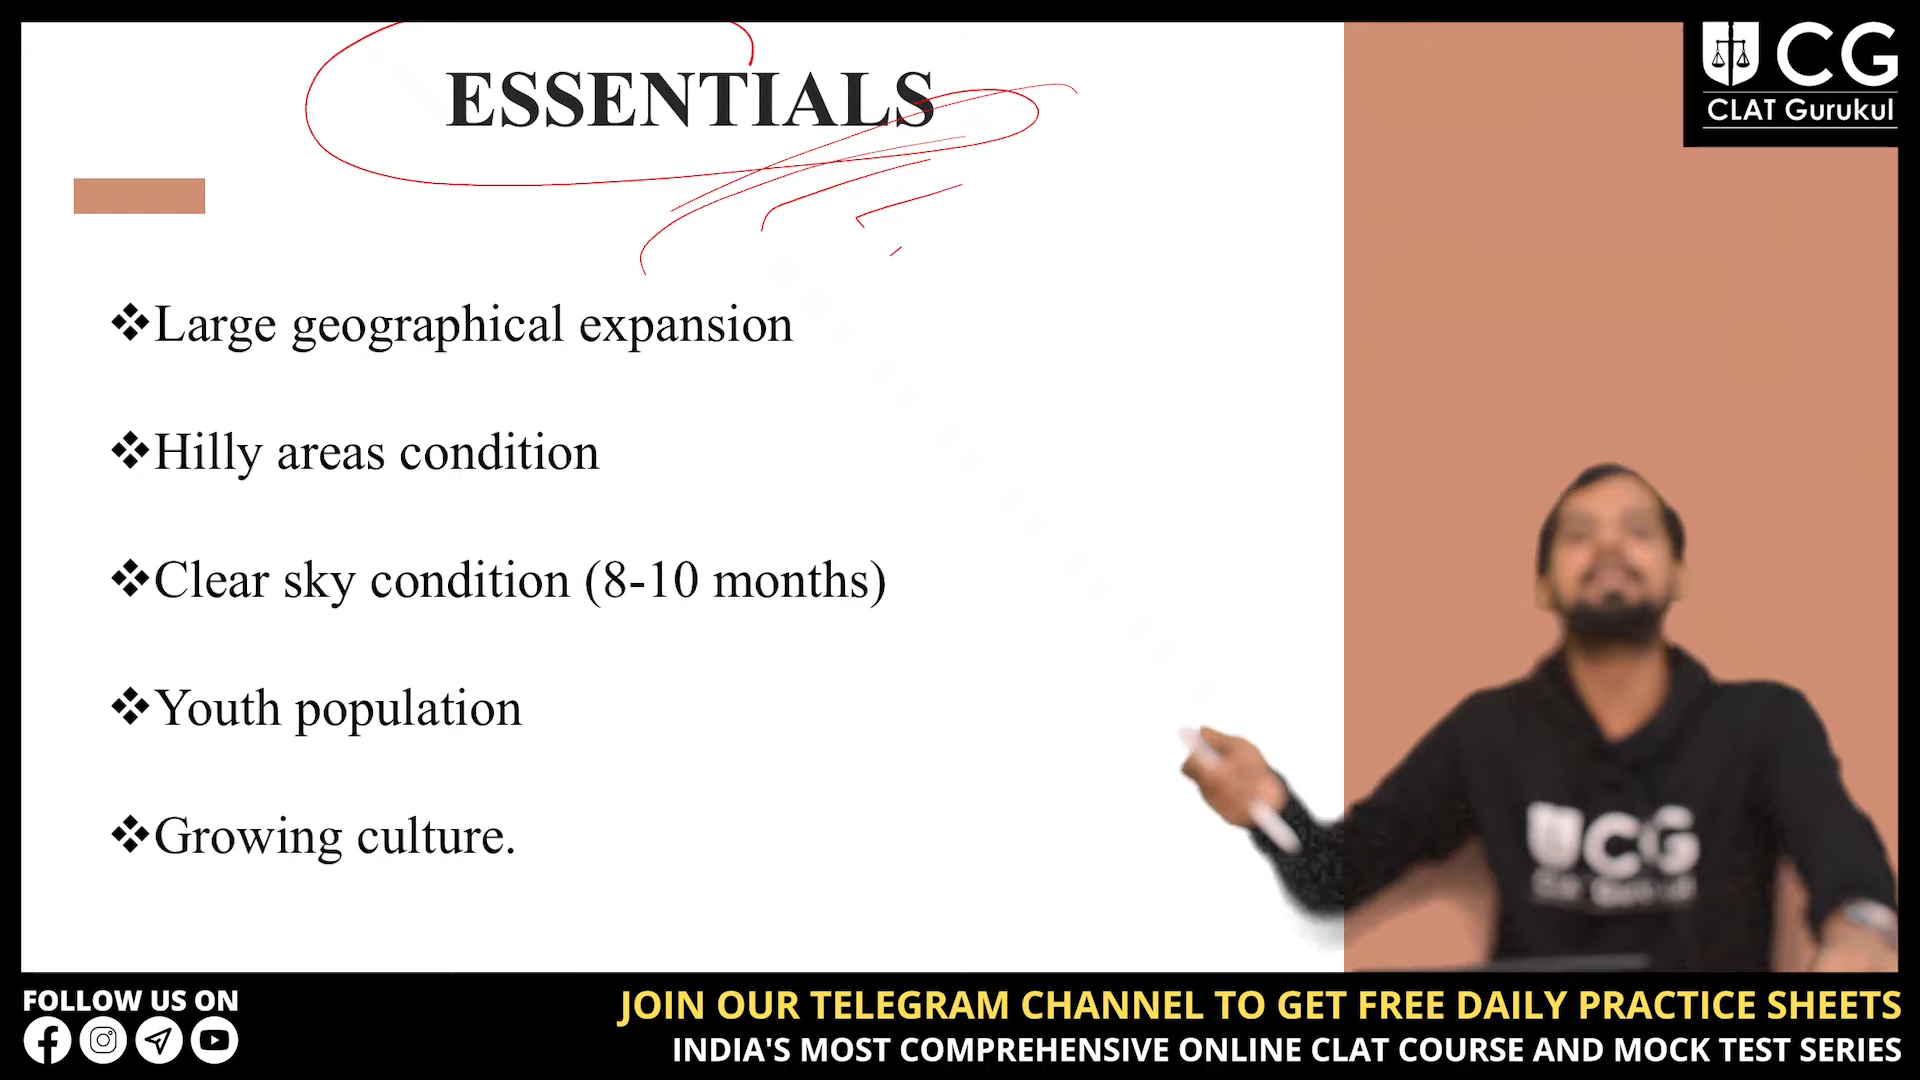 ESSENTIALS
❖Large geographical expansion
❖Hilly areas condition
❖Clear sky condition (8-10 months)
❖Youth population
❖Growing culture.
CG
CLAT Gurukul
CG
FOLLOW US ON
JOIN OUR TELEGRAM CHANNEL TO GET FREE DAILY PRACTICE SHEETS
INDIA'S MOST COMPREHENSIVE ONLINE CLAT COURSE AND MOCK TEST SERIES